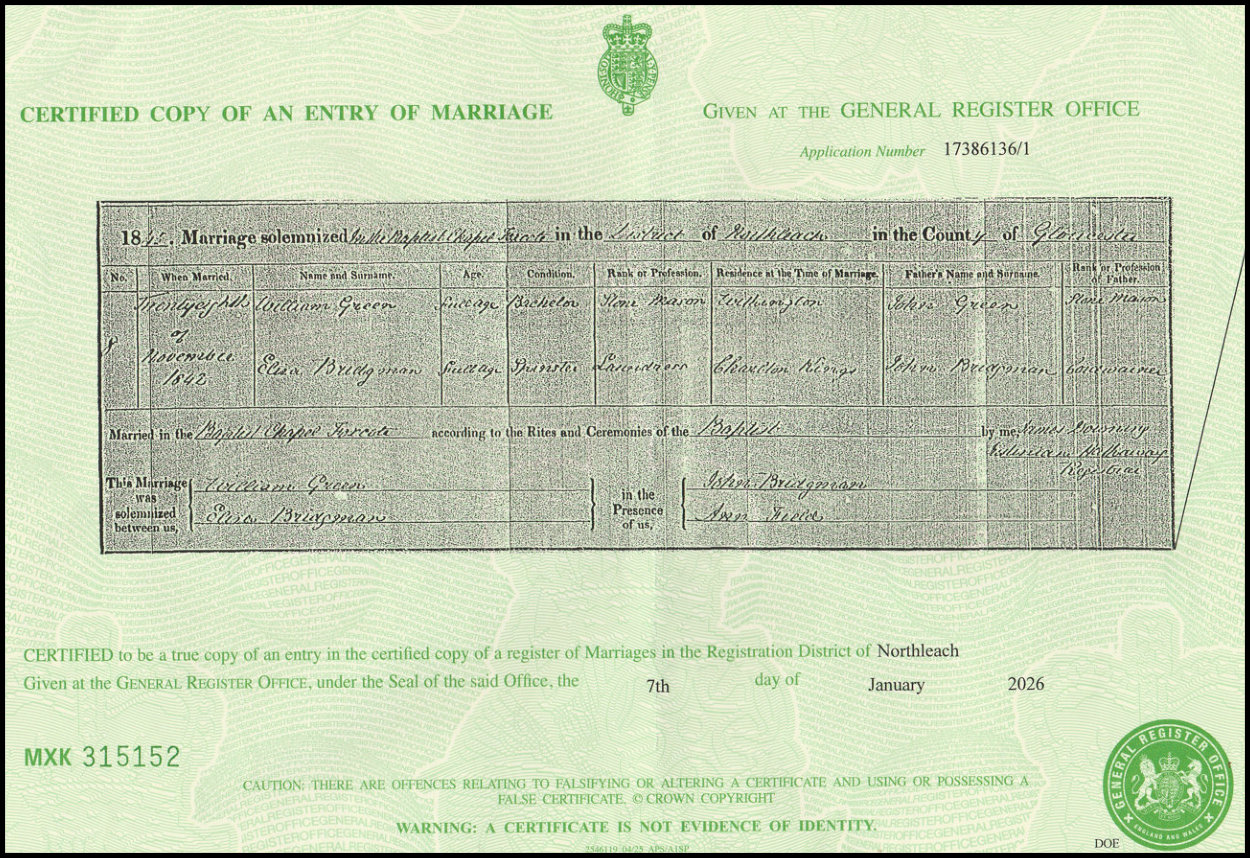 CERTIFIED COPY OF AN ENTRY OF MARRIAGE
GIVEN AT THE GENERAL REGISTER OFFICE
Application Number 17386136/1
18 Marriage solemnized in the Baptist Chapel in the District of Northleach in the County of Gloucester
No. When Married. Name and Surname. Age. Condition. Rank or Profession. Residence at the Time of Marriage. Father's Name and Surname. Rank or Profession of Father.
8
William Green Full age Bachelor Stone Mason Withington John Green Stone Mason
of
November
1842
Eliza Bridgman Full age Spinster Laundress Charlton Kings John Bridgman Cordwainer
Married in the Baptist Chapel according to the Rites and Ceremonies of the Baptist by me, James
Registrar
This Marriage was solemnized between us, William Green
Eliza Bridgman
in the Presence of us, John Bridgman
Ann Field
CERTIFIED to be a true copy of an entry in the certified copy of a register of Marriages in the Registration District of Northleach
Given at the GENERAL REGISTER OFFICE, under the Seal of the said Office, the 7th day of January 2026
MXK 315152
CAUTION: THERE ARE OFFENCES RELATING TO FALSIFYING OR ALTERING A CERTIFICATE AND USING OR POSSESSING A
FALSE CERTIFICATE. © CROWN COPYRIGHT
WARNING: A CERTIFICATE IS NOT EVIDENCE OF IDENTITY.
GENERAL REGISTER OFFICE
ENGLAND AND WALES
DOE